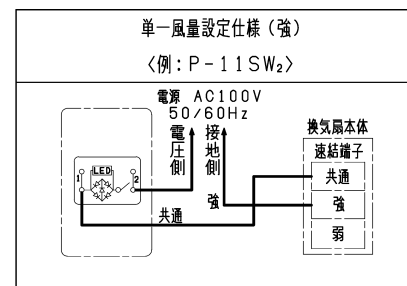 単一風量設定仕様（強）
〈例：P-11SW₂〉
電源 AC100V
50/60Hz
電圧側
接地側
換気扇本体
速結端子
共通
強
弱
LED
1
2
強
共通